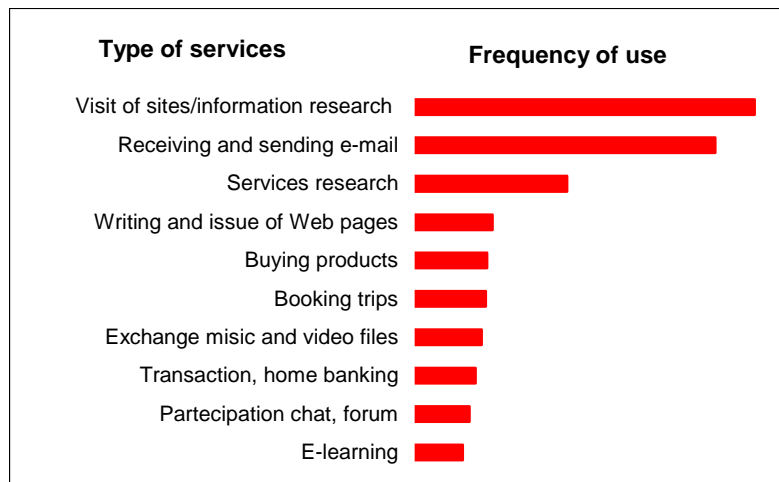 Type of services
Frequency of use
Visit of sites/information research
Receiving and sending e-mail
Services research
Writing and issue of Web pages
Buying products
Booking trips
Exchange misic and video files
Transaction, home banking
Partecipation chat, forum
E-learning